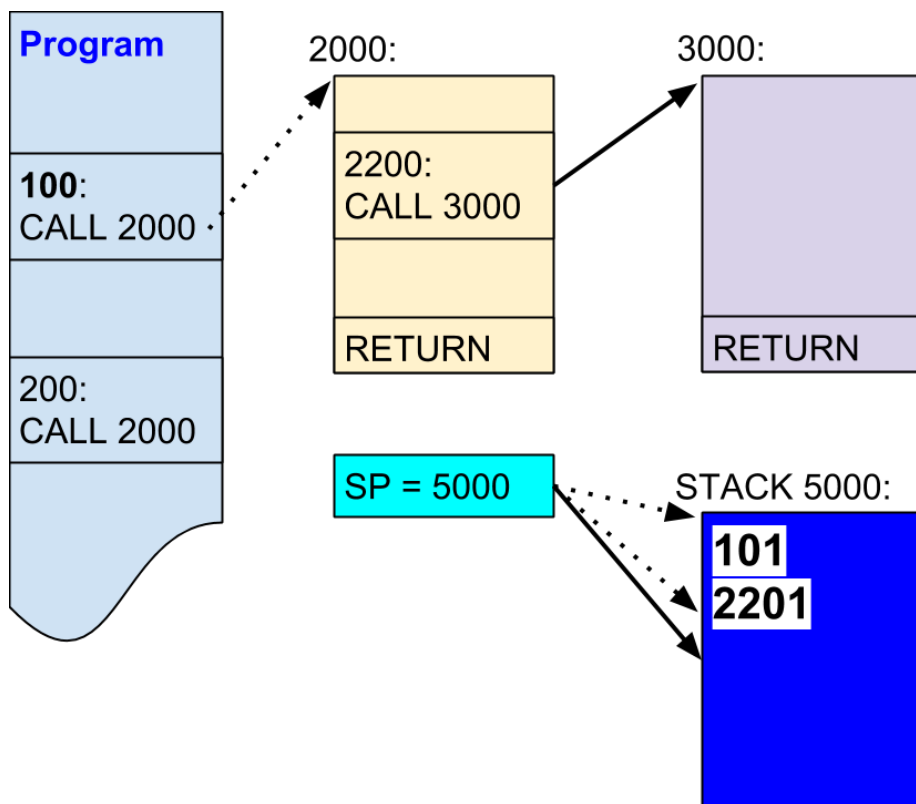 Program
100:
CALL 2000
200:
CALL 2000
2000:
2200:
CALL 3000
RETURN
3000:
RETURN
SP = 5000
STACK 5000:
101
2201